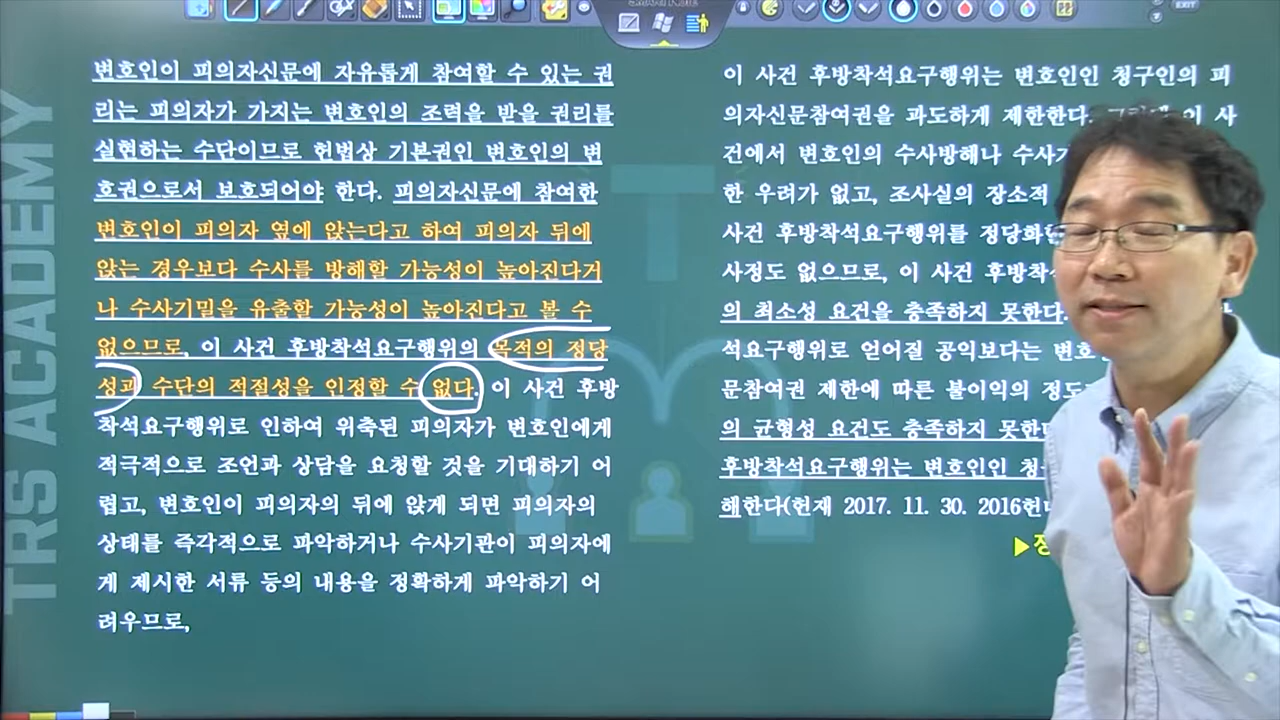 EXIT
TRS ACADEMY
변호인이 피의자신문에 자유롭게 참여할 수 있는 권
리는 피의자가 가지는 변호인의 조력을 받을 권리를
실현하는 수단이므로 헌법상 기본권인 변호인의 변
호권으로서 보호되어야 한다. 피의자신문에 참여한
변호인이 피의자 옆에 앉는다고 하여 피의자 뒤에
앉는 경우보다 수사를 방해할 가능성이 높아진다거
나 수사기밀을 유출할 가능성이 높아진다고 볼 수
없으므로, 이 사건 후방착석요구행위의 목적의 정당
성과 수단의 적절성을 인정할 수 없다. 이 사건 후방
착석요구행위로 인하여 위축된 피의자가 변호인에게
적극적으로 조언과 상담을 요청할 것을 기대하기 어
렵고, 변호인이 피의자의 뒤에 앉게 되면 피의자의
상태를 즉각적으로 파악하거나 수사기관이 피의자에
게 제시한 서류 등의 내용을 정확하게 파악하기 어
려우므로,
이 사건 후방착석요구행위는 변호인인 청구인의 피
의자신문참여권을 과도하게 제한한다. 이 사
건에서 변호인의 수사방해나
한 우려가 없고, 조사실의 장소적
사건 후방착석요구행위를
사정도 없으므로, 이 사건
의 최소성 요건을 충족하지 못한다.
석요구행위로 얻어질 공익보다는
문참여권 제한에 따른 불이익의
의 균형성 요건도 충족하지
후방착석요구행위는 변호인인
해한다(헌재 2017. 11. 30.